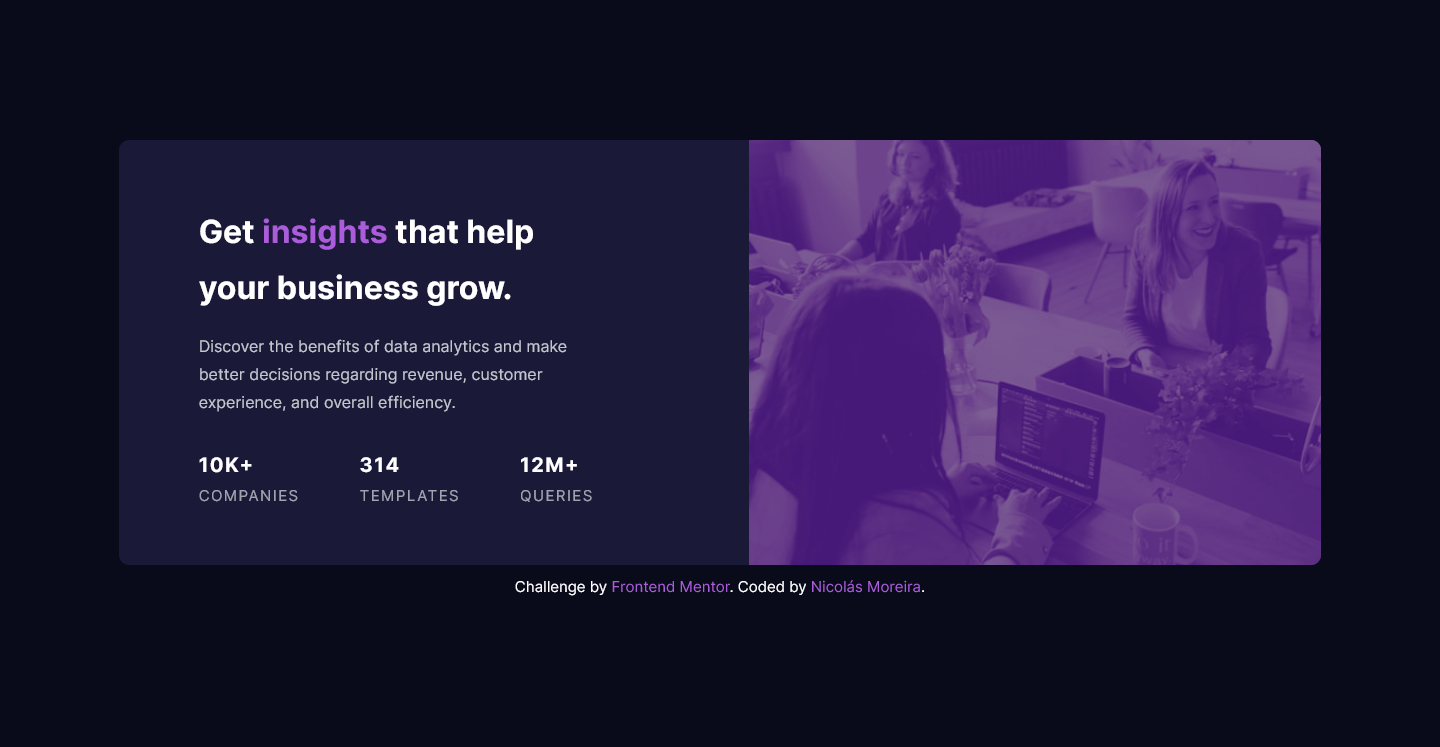 Get insights that help
your business grow.
Discover the benefits of data analytics and make
better decisions regarding revenue, customer
experience, and overall efficiency.
10K+ 314 12M+
COMPANIES TEMPLATES QUERIES
Challenge by Frontend Mentor. Coded by Nicolás Moreira.